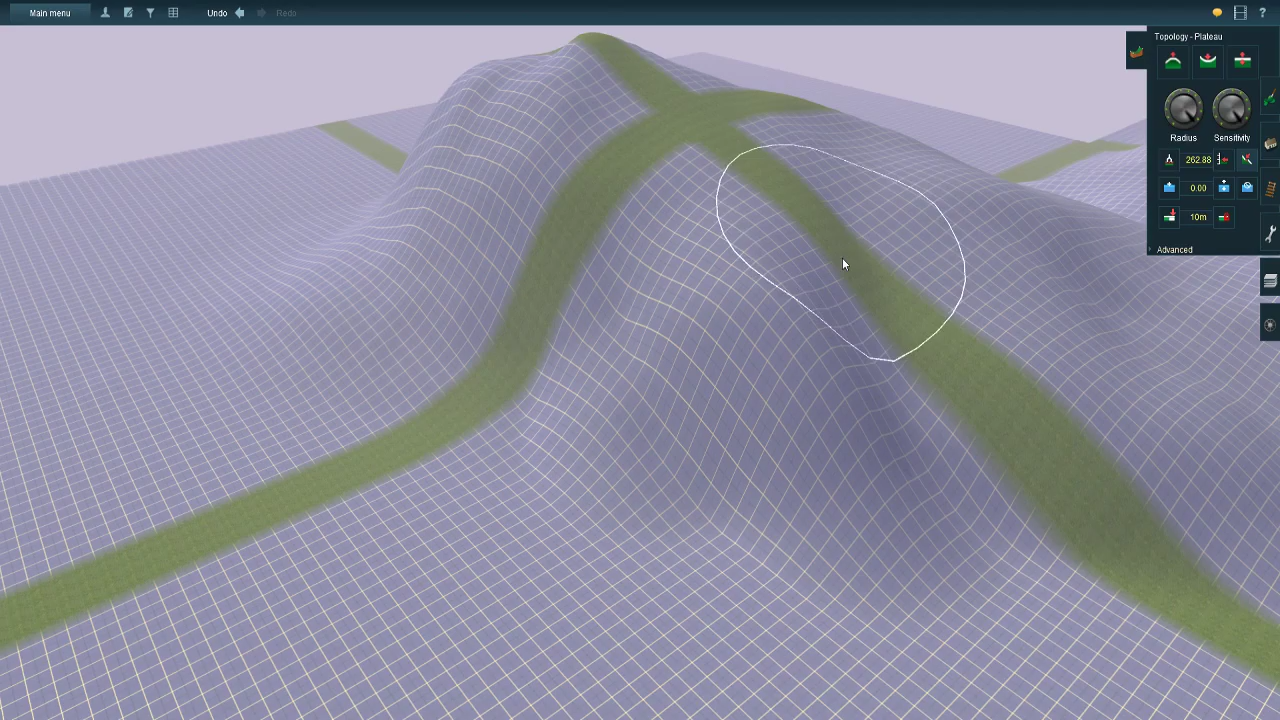 Main menu
Undo
Redo
?
Topology - Plateau
Radius
Sensitivity
262.88
0.00
10m
Advanced